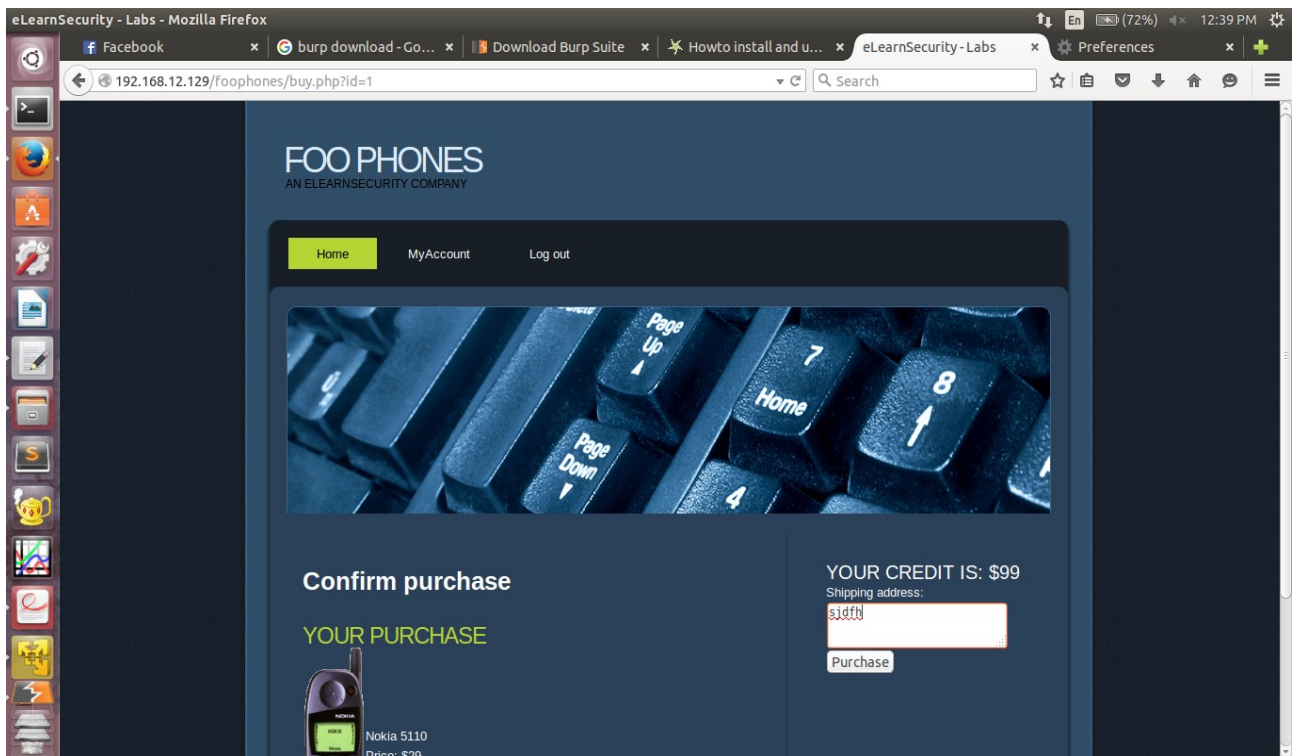 eLearnSecurity - Labs - Mozilla Firefox
En (72%) 12:39 PM
Facebook
burp download - Go...
Download Burp Suite
Howto install and u...
eLearnSecurity - Labs
Preferences
192.168.12.129/foophones/buy.php?id=1
Search
FOO PHONES
AN ELEARNSECURITY COMPANY
Home MyAccount Log out
Page Up
7 Home
8
Page Down
4
Confirm purchase
YOUR PURCHASE
NOKIA
Nokia 5110
Price: $29
YOUR CREDIT IS: $99
Shipping address:
sjdfh
Purchase